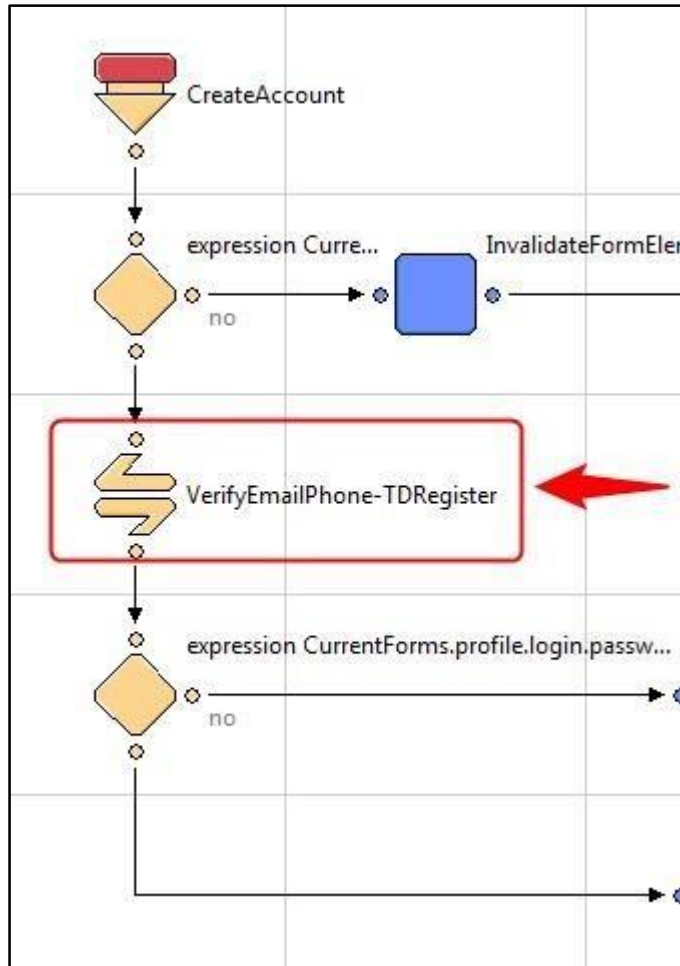 CreateAccount
expression Curre...
InvalidateFormEler
no
VerifyEmailPhone-TDRegister
expression CurrentForms.profile.login.passw...
no